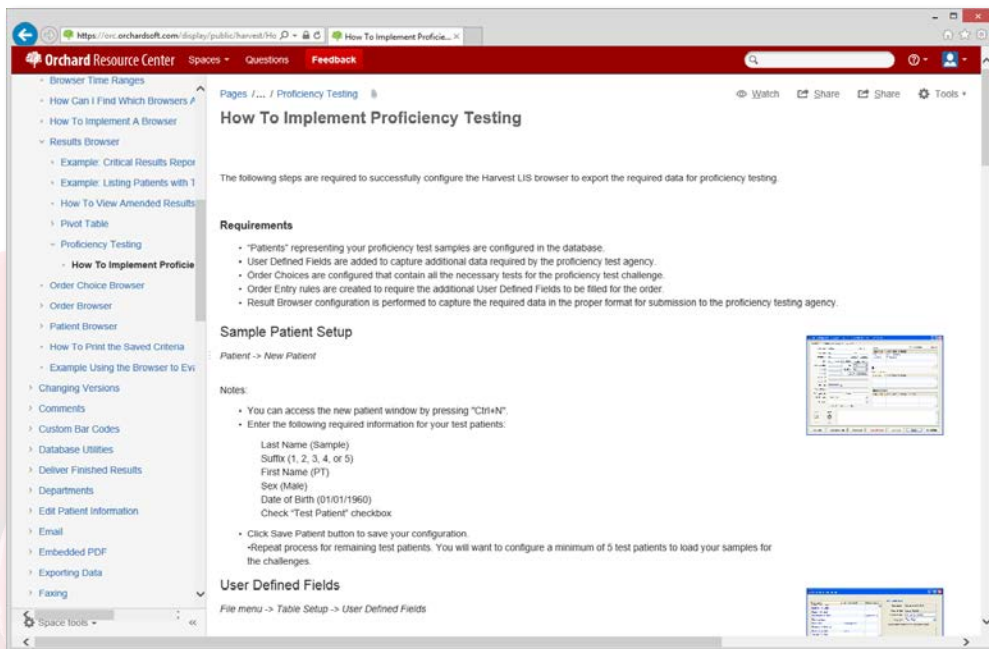 https://orc.orchardsoft.com/display/public/harvest/Ho
How To Implement Proficie...
Orchard Resource Center Spaces Questions Feedback
Browser Time Ranges
How Can I Find Which Browsers A
How To Implement A Browser
Results Browser
Example: Critical Results Repor
Example: Listing Patients with T
How To View Amended Results
Pivot Table
Proficiency Testing
How To Implement Proficie
Order Choice Browser
Order Browser
Patient Browser
How To Print the Saved Criteria
Example Using the Browser to Eva
Changing Versions
Comments
Custom Bar Codes
Database Utilities
Deliver Finished Results
Departments
Edit Patient Information
Email
Embedded PDF
Exporting Data
Faxing
Space tools
Pages /... / Proficiency Testing
Watch Share Share Tools
How To Implement Proficiency Testing
The following steps are required to successfully configure the Harvest LIS browser to export the required data for proficiency testing.
Requirements
• "Patients" representing your proficiency test samples are configured in the database.
• User Defined Fields are added to capture additional data required by the proficiency test agency.
• Order Choices are configured that contain all the necessary tests for the proficiency test challenge.
• Order Entry rules are created to require the additional User Defined Fields to be filled for the order.
• Result Browser configuration is performed to capture the required data in the proper format for submission to the proficiency testing agency.
Sample Patient Setup
Patient -> New Patient
Notes:
• You can access the new patient window by pressing "Ctrl+N".
• Enter the following required information for your test patients:
Last Name (Sample)
Suffix (1, 2, 3, 4, or 5)
First Name (PT)
Sex (Male)
Date of Birth (01/01/1960)
Check "Test Patient" checkbox
• Click Save Patient button to save your configuration.
•Repeat process for remaining test patients. You will want to configure a minimum of 5 test patients to load your samples for
the challenges.
User Defined Fields
File menu -> Table Setup -> User Defined Fields